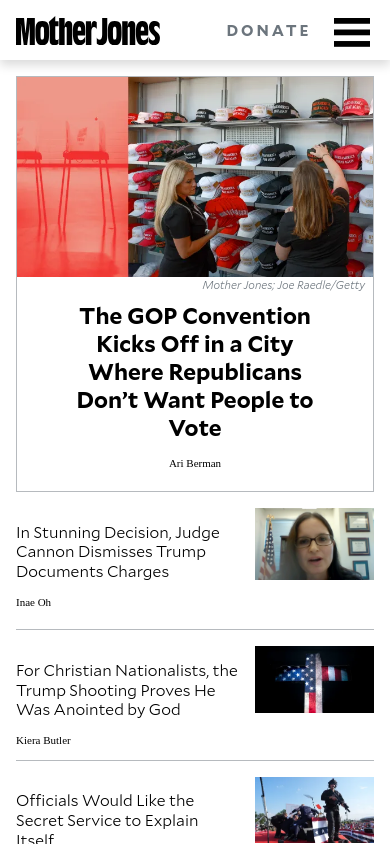 Mother Jones
DONATE
Mother Jones; Joe Raedle/Getty
The GOP Convention
Kicks Off in a City
Where Republicans
Don’t Want People to
Vote
Ari Berman
In Stunning Decision, Judge
Cannon Dismisses Trump
Documents Charges
Inae Oh
For Christian Nationalists, the
Trump Shooting Proves He
Was Anointed by God
Kiera Butler
Officials Would Like the
Secret Service to Explain
Itself